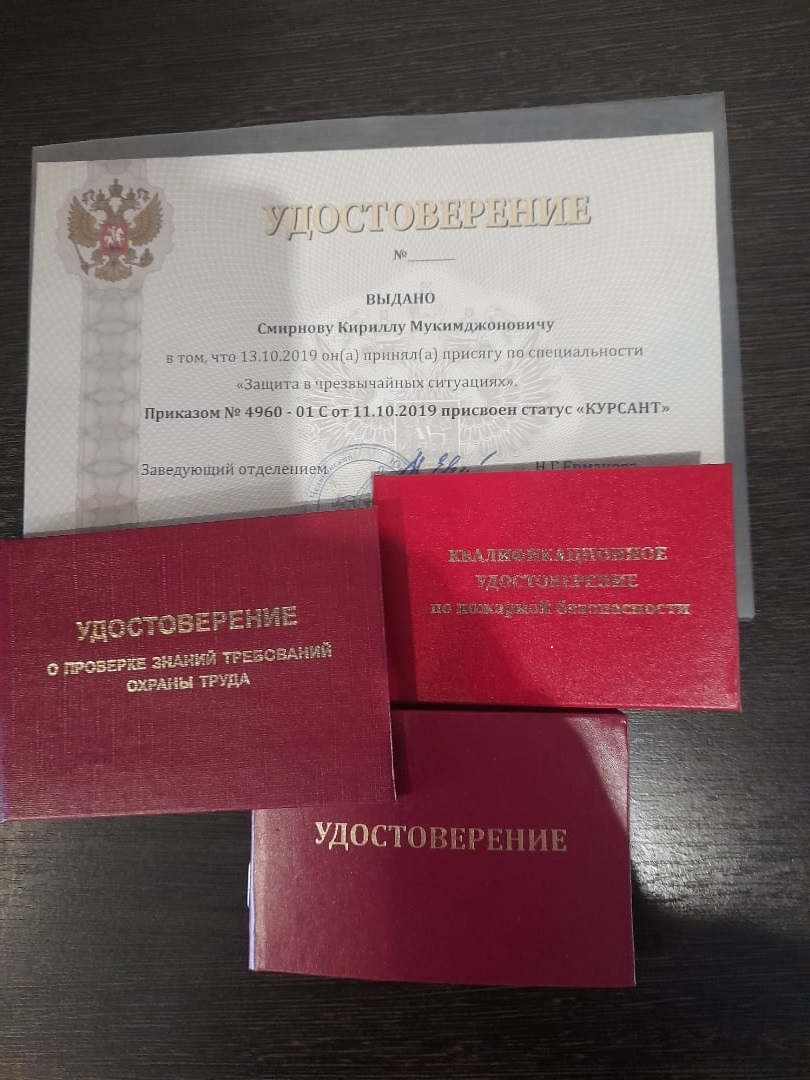 УДОСТОВЕРЕНИЕ
№
ВЫДАНО
Смирнову Кириллу Мукимджоновичу
в том, что 13.10.2019 он(а) принял(а) присягу по специальности
«Защита в чрезвычайных ситуациях».
Приказом № 4960 - 01 С от 11.10.2019 присвоен статус «КУРСАНТ»
Заведующий отделением
Н.Г.Ермакова
КВАЛИФИКАЦИОННОЕ
УДОСТОВЕРЕНИЕ
по пожарной безопасности
УДОСТОВЕРЕНИЕ
О ПРОВЕРКЕ ЗНАНИЙ ТРЕБОВАНИЙ
ОХРАНЫ ТРУДА
УДОСТОВЕРЕНИЕ